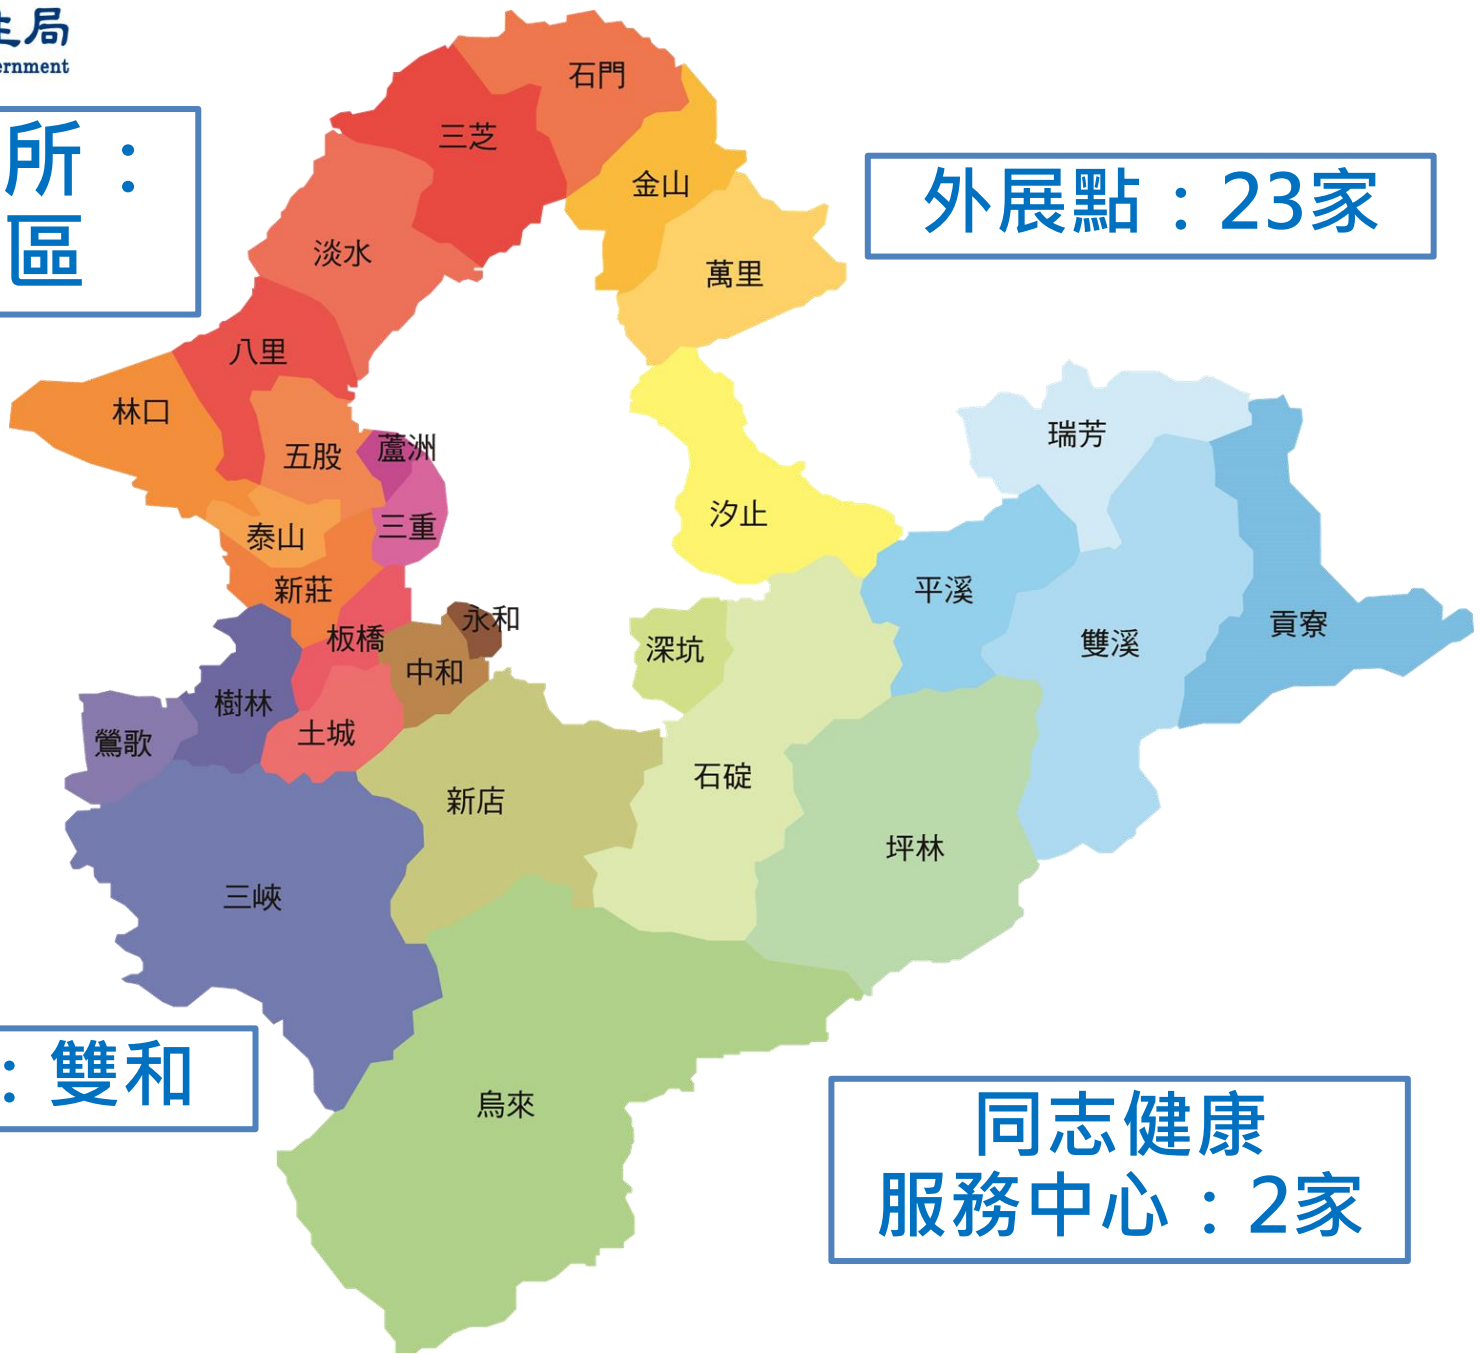 生局
ernment
所：
區
外展點：23家
石門
三芝
金山
淡水
萬里
八里
林口
五股
蘆洲
瑞芳
汐止
三重
泰山
新莊
平溪
永和
板橋
貢寮
雙溪
深坑
中和
樹林
土城
鶯歌
石碇
新店
坪林
三峽
：雙和
烏來
同志健康
服務中心：2家